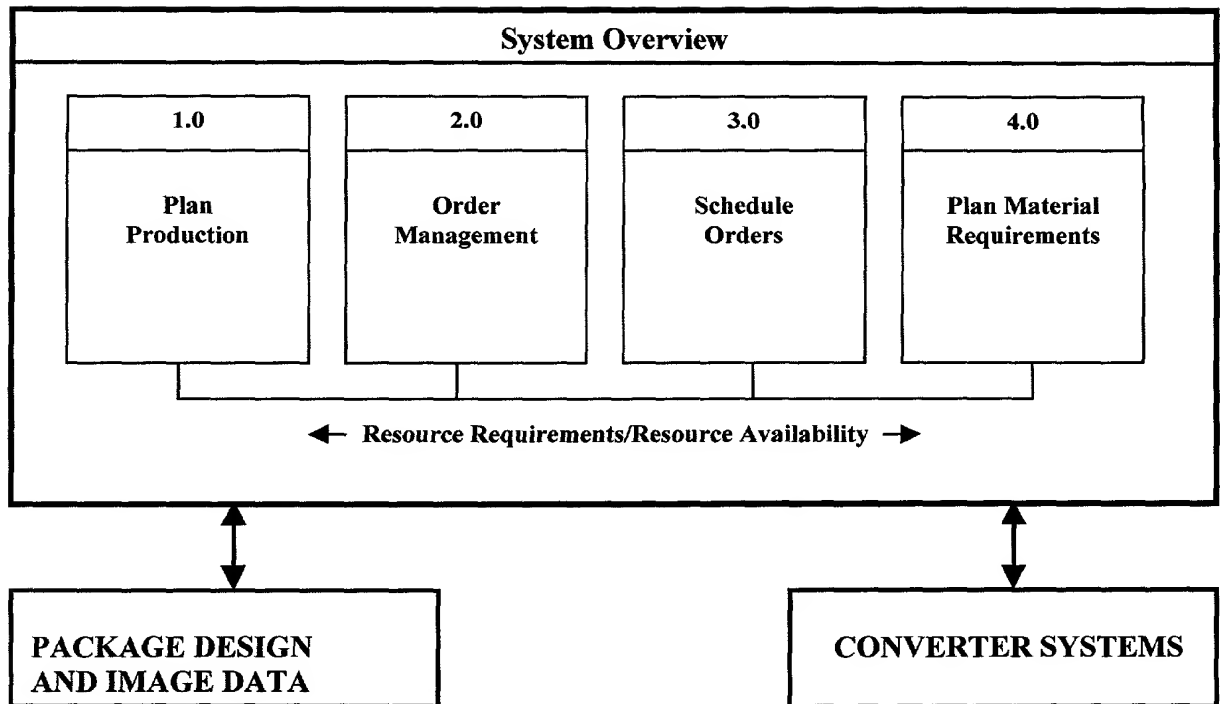 System Overview
1.0
2.0
3.0
4.0
Plan
Production
Order
Management
Schedule
Orders
Plan Material
Requirements
Resource Requirements/Resource Availability
PACKAGE DESIGN
AND IMAGE DATA
CONVERTER SYSTEMS